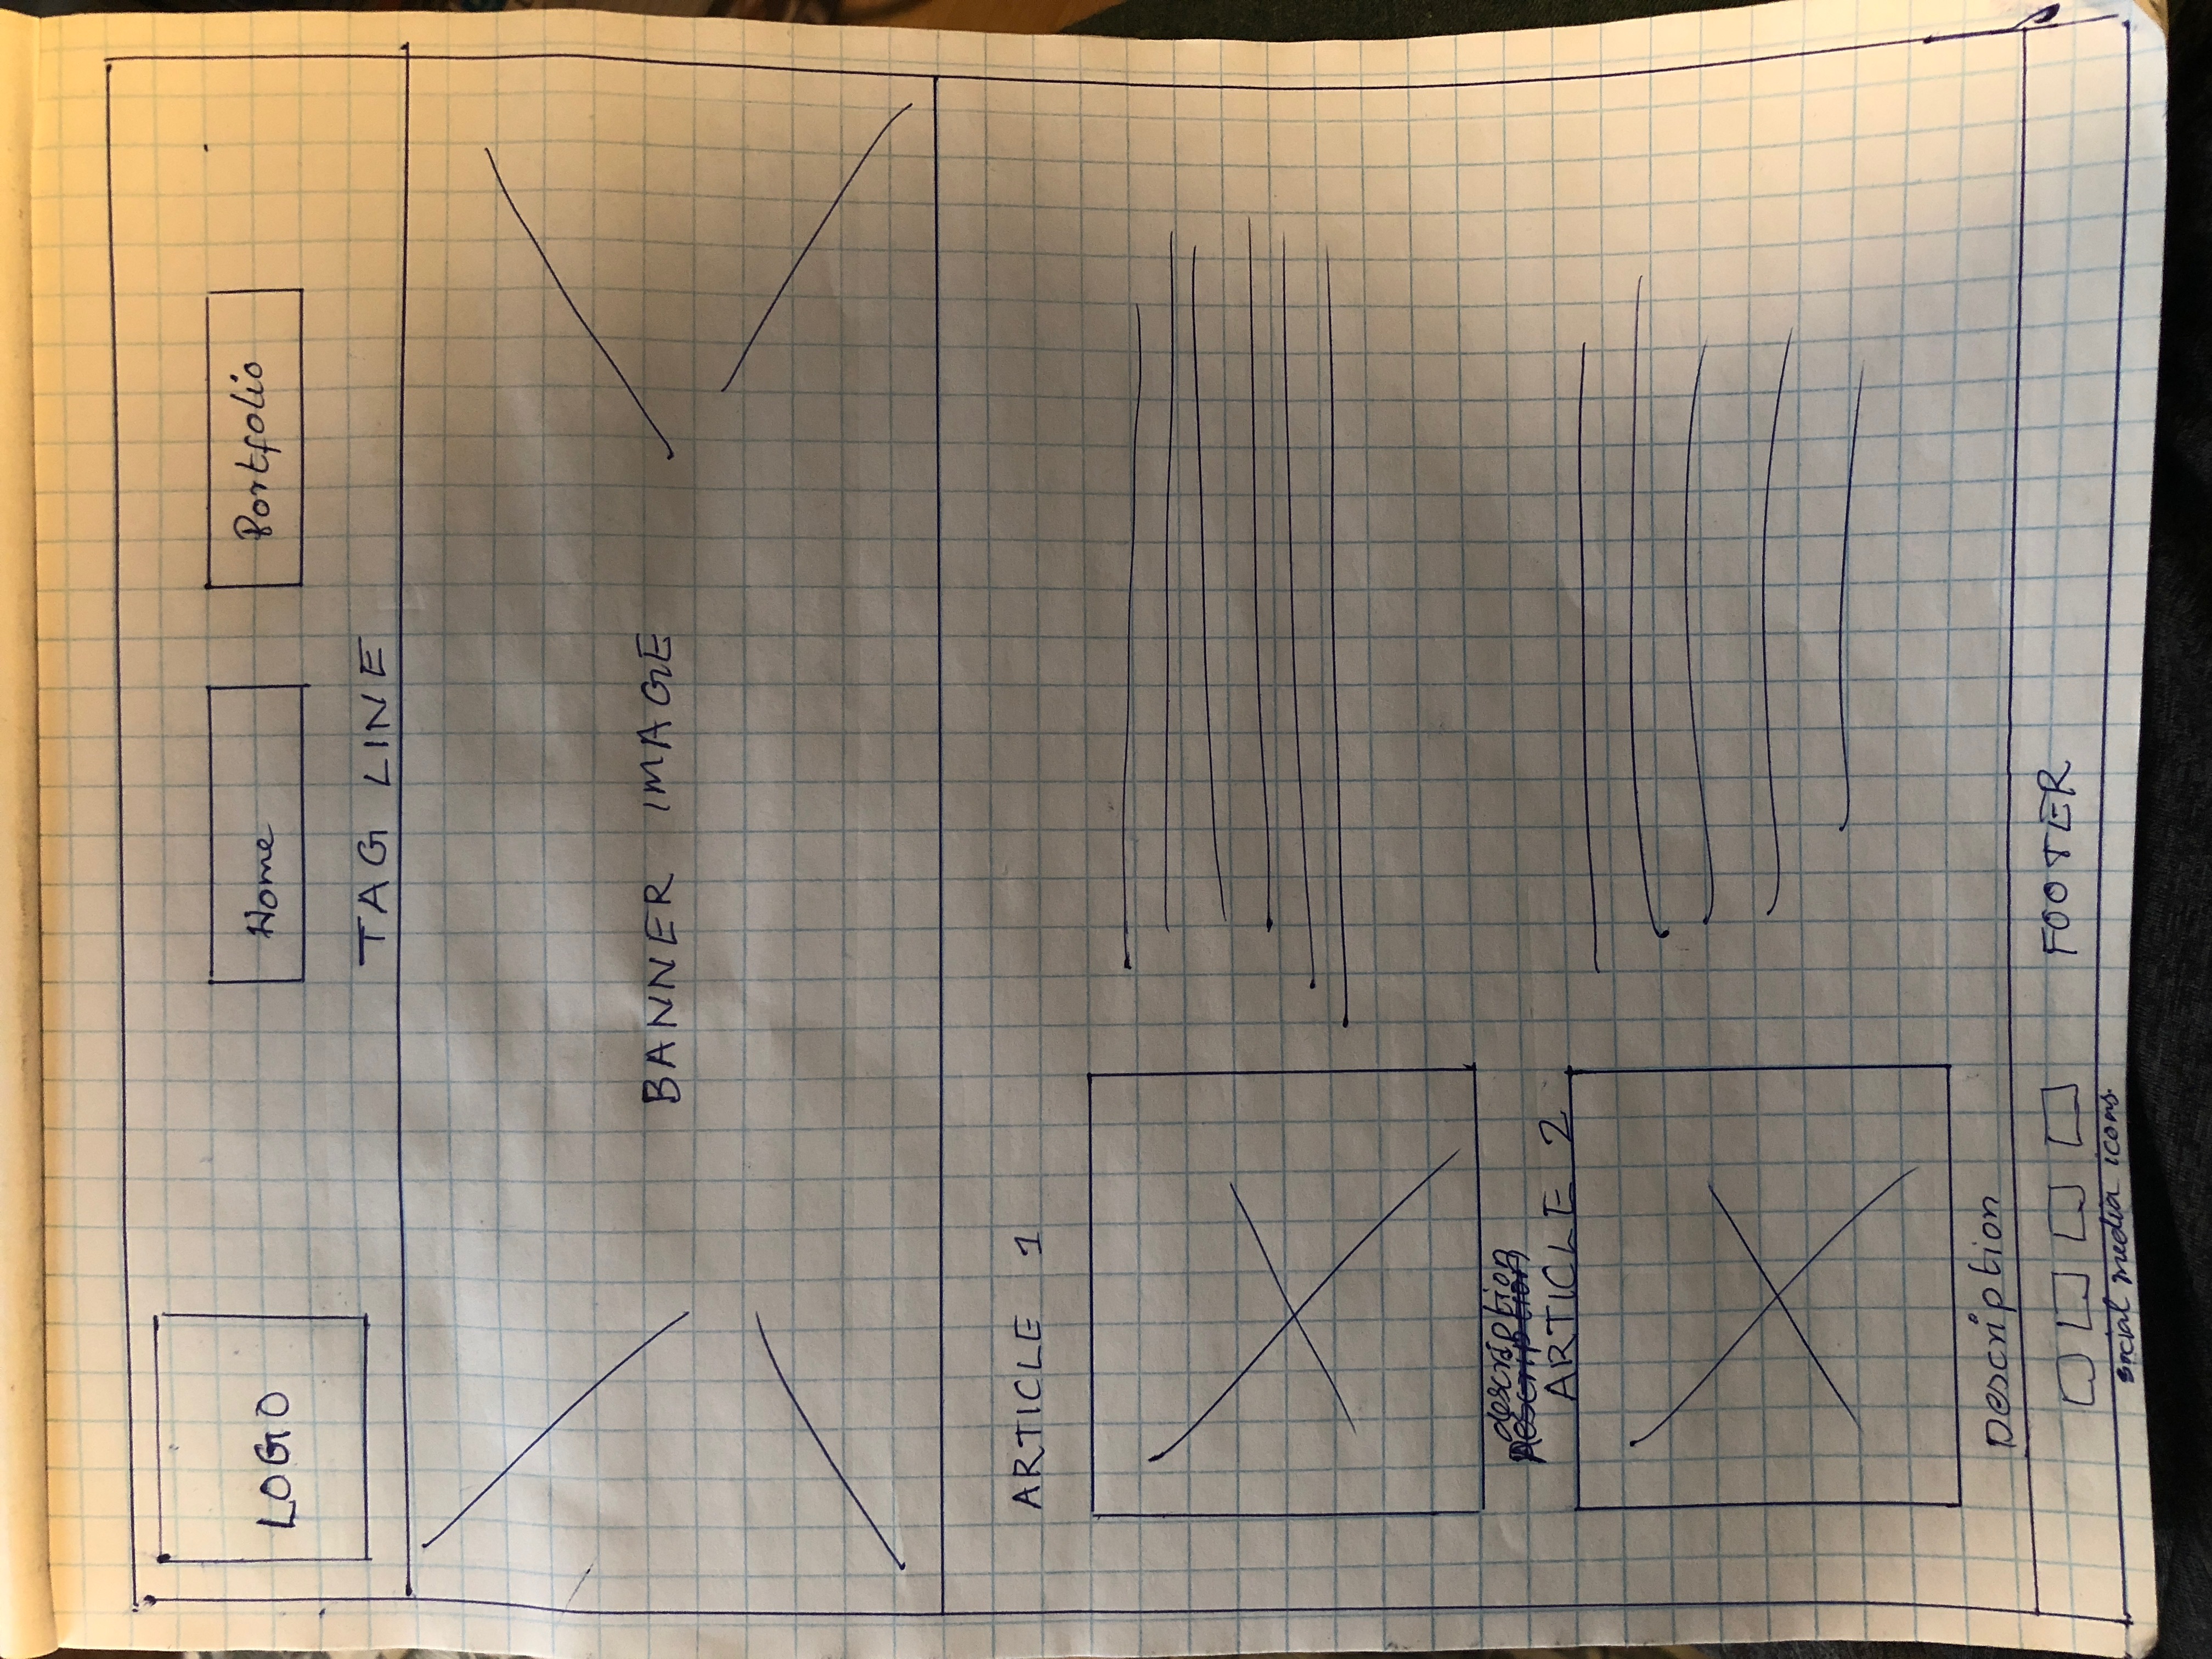 LOGO
Home
Portfolio
TAG LINE
BANNER IMAGE
ARTICLE 1
description
Description
ARTICLE 2
Description
FOOTER
social media icons